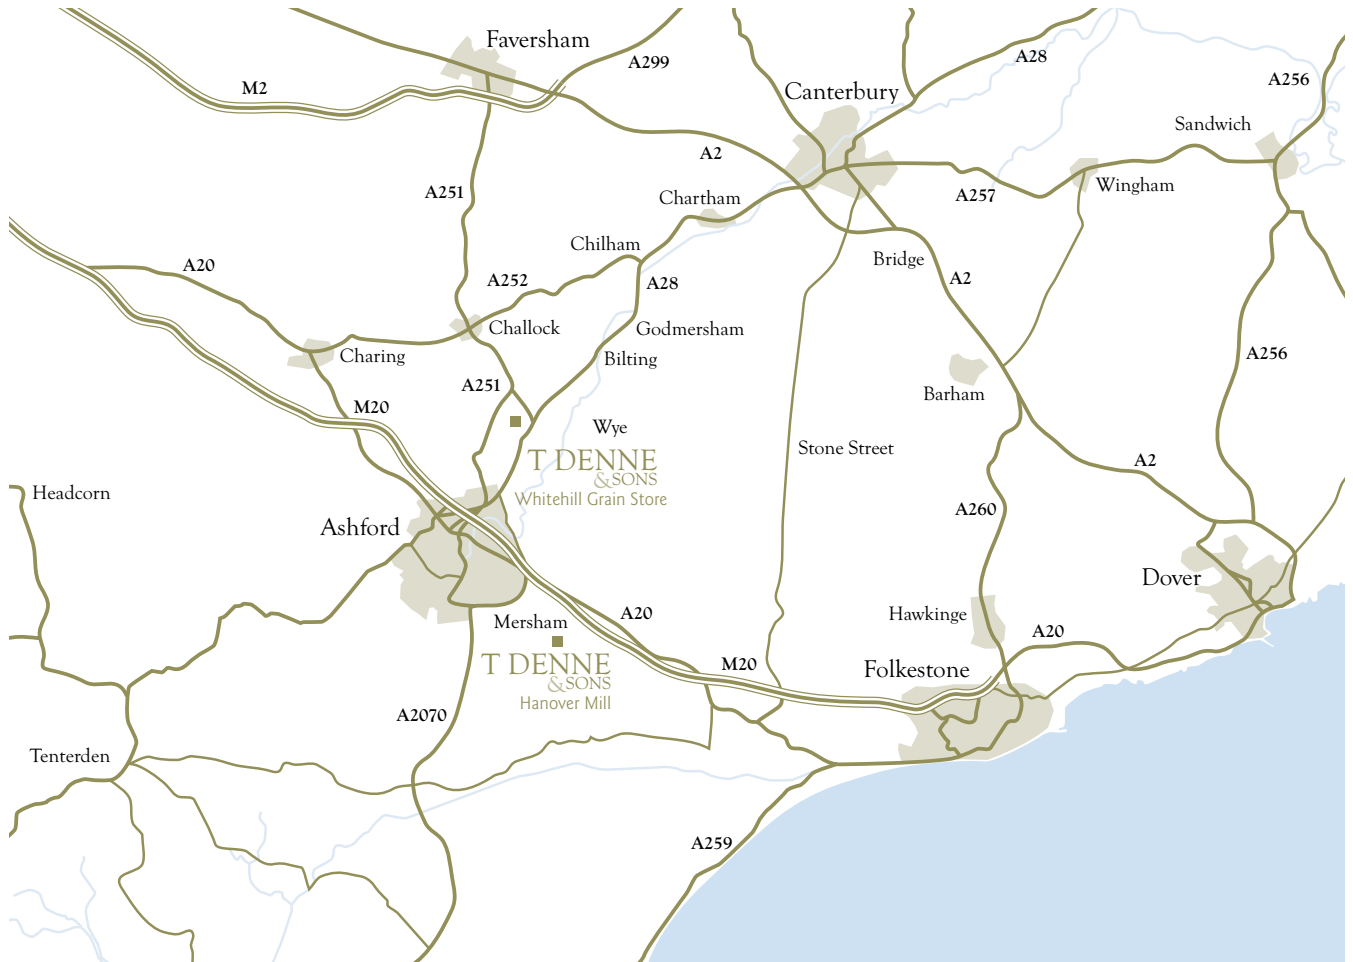 Faversham
A299
M2
A28
Canterbury
A256
Sandwich
A2
A251
Chartham
A257
Wingham
Chilham
Bridge
A20
A252
A28
A2
Challock
Godmersham
Charing
Bilting
A256
A251
Barham
M20
Wye
Stone Street
T DENNE
& SONS
Whitehill Grain Store
A2
Headcorn
Ashford
A260
Dover
Mersham
A20
Hawkinge
A20
T DENNE
& SONS
Hanover Mill
M20
Folkestone
A2070
Tenterden
A259